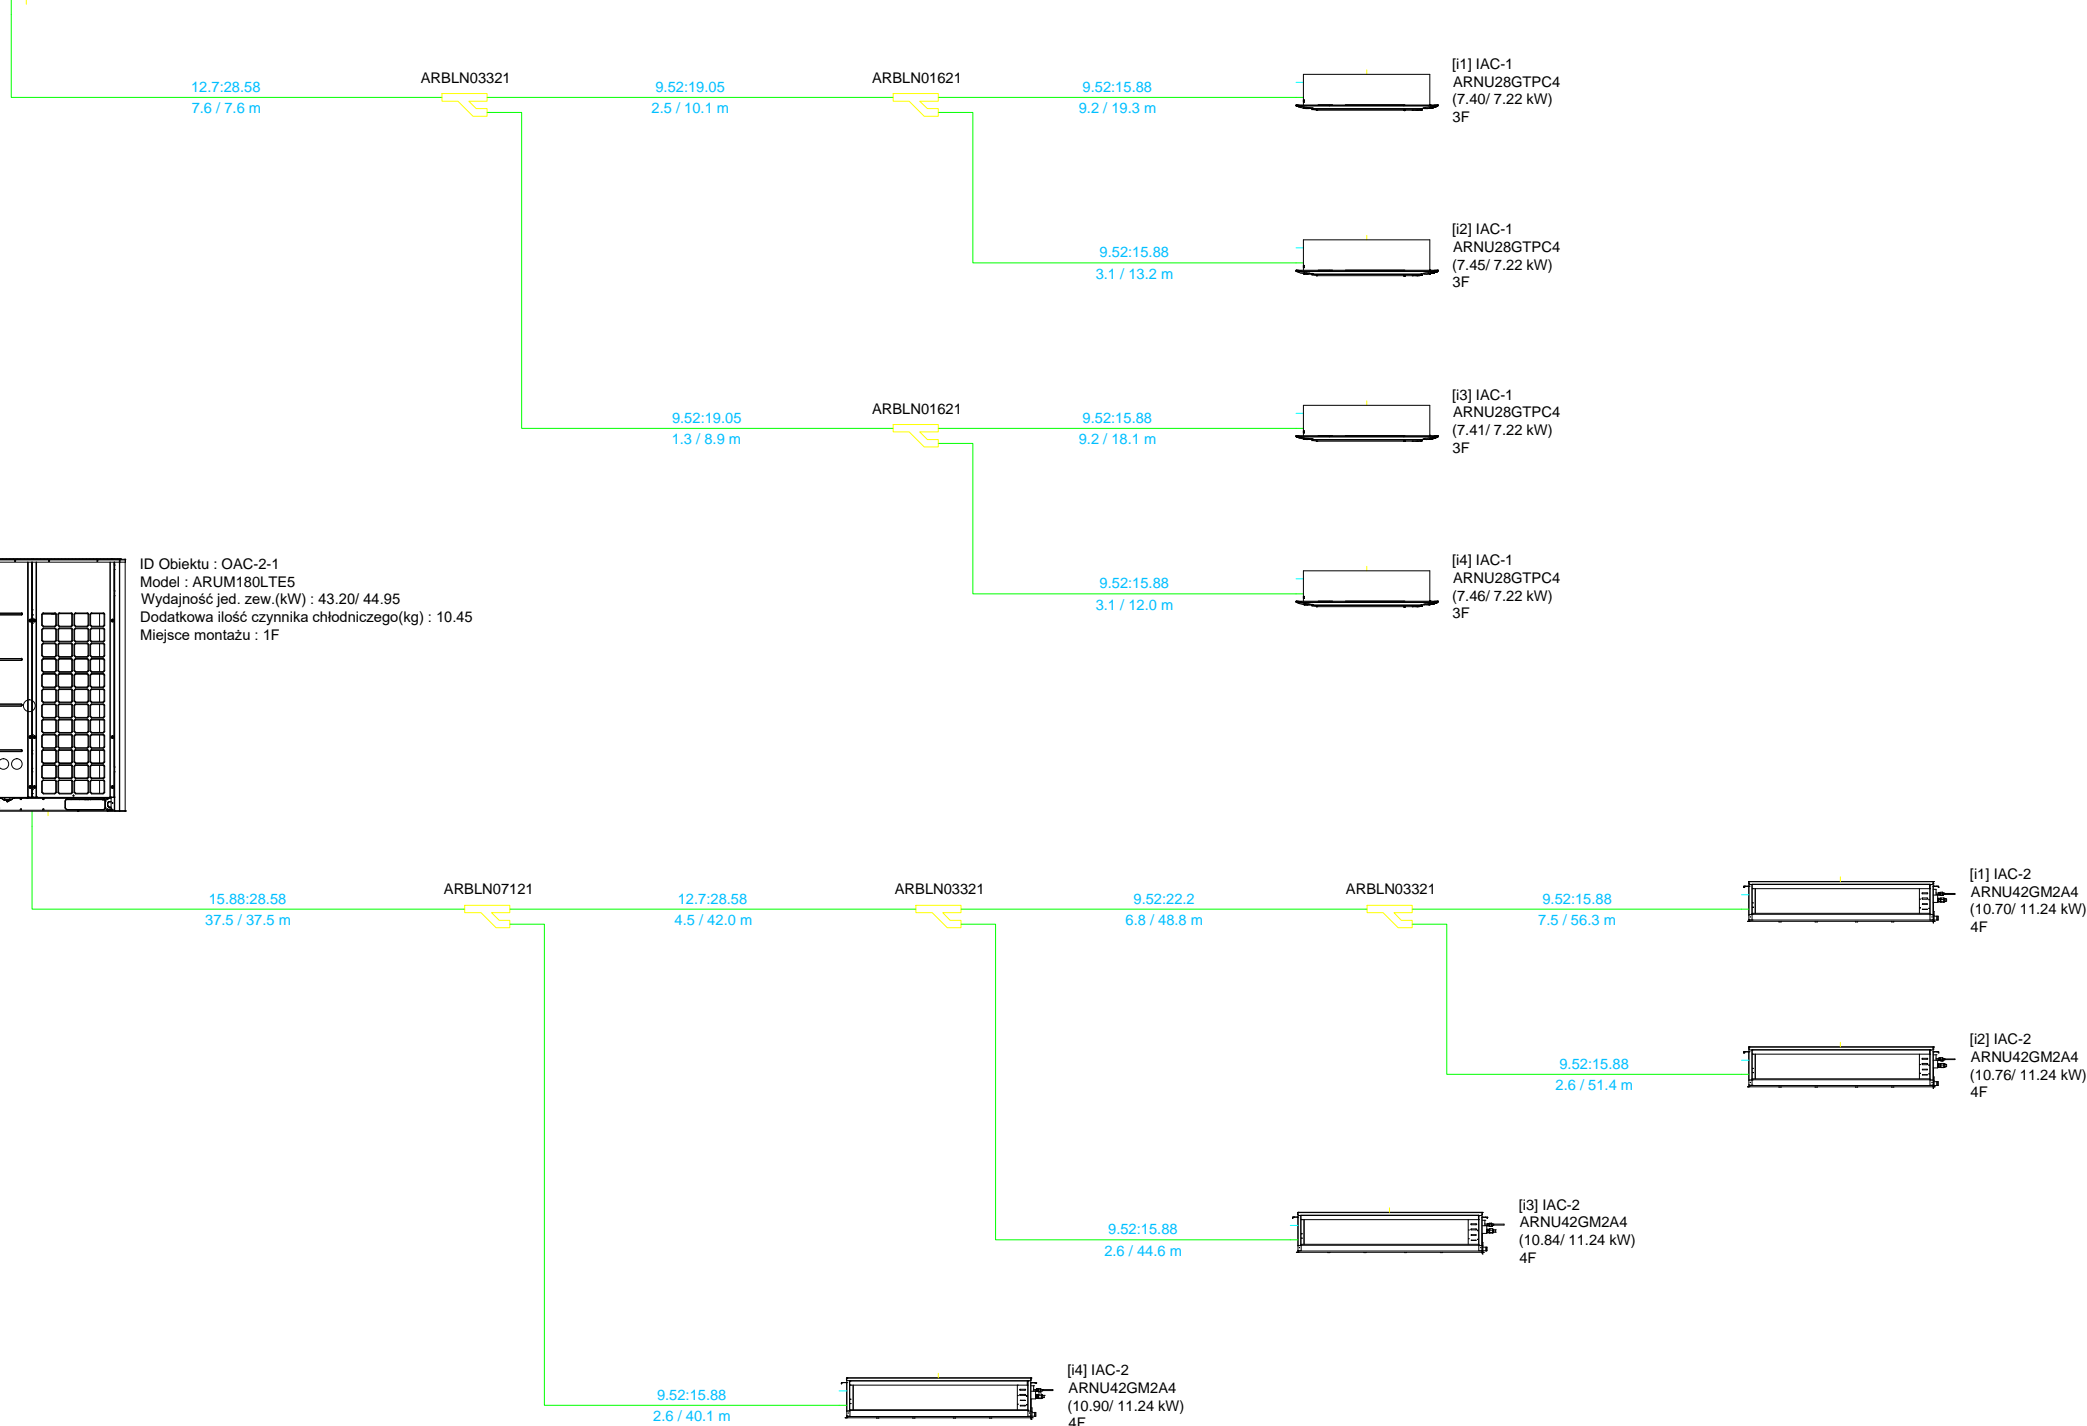 12.7:28.58
7.6 / 7.6 m
ARBLN03321
9.52:19.05
2.5 / 10.1 m
ARBLN01621
9.52:15.88
9.2 / 19.3 m
[i1] IAC-1
ARNU28GTPC4
(7.40/ 7.22 kW)
3F
9.52:15.88
3.1 / 13.2 m
[i2] IAC-1
ARNU28GTPC4
(7.45/ 7.22 kW)
3F
9.52:19.05
1.3 / 8.9 m
ARBLN01621
9.52:15.88
9.2 / 18.1 m
[i3] IAC-1
ARNU28GTPC4
(7.41/ 7.22 kW)
3F
9.52:15.88
3.1 / 12.0 m
[i4] IAC-1
ARNU28GTPC4
(7.46/ 7.22 kW)
3F
ID Obiektu : OAC-2-1
Model : ARUM180LTE5
Wydajność jed. zew.(kW) : 43.20/ 44.95
Dodatkowa ilość czynnika chłodniczego(kg) : 10.45
Miejsce montażu : 1F
15.88:28.58
37.5 / 37.5 m
ARBLN07121
12.7:28.58
4.5 / 42.0 m
ARBLN03321
9.52:22.2
6.8 / 48.8 m
ARBLN03321
9.52:15.88
7.5 / 56.3 m
[i1] IAC-2
ARNU42GM2A4
(10.70/ 11.24 kW)
4F
9.52:15.88
2.6 / 51.4 m
[i2] IAC-2
ARNU42GM2A4
(10.76/ 11.24 kW)
4F
9.52:15.88
2.6 / 44.6 m
[i3] IAC-2
ARNU42GM2A4
(10.84/ 11.24 kW)
4F
9.52:15.88
2.6 / 40.1 m
[i4] IAC-2
ARNU42GM2A4
(10.90/ 11.24 kW)
4F